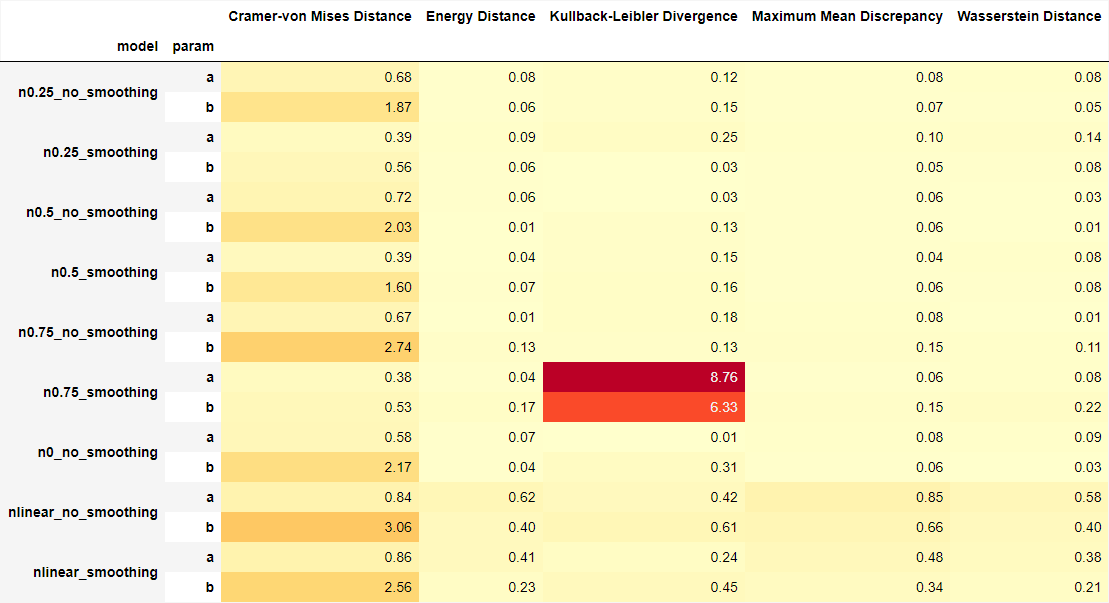 Cramer-von Mises Distance Energy Distance Kullback-Leibler Divergence Maximum Mean Discrepancy Wasserstein Distance
model param
n0.25_no_smoothing a 0.68 0.08 0.12 0.08 0.08
b 1.87 0.06 0.15 0.07 0.05
n0.25_smoothing a 0.39 0.09 0.25 0.10 0.14
b 0.56 0.06 0.03 0.05 0.08
n0.5_no_smoothing a 0.72 0.06 0.03 0.06 0.03
b 2.03 0.01 0.13 0.06 0.01
n0.5_smoothing a 0.39 0.04 0.15 0.04 0.08
b 1.60 0.07 0.16 0.06 0.08
n0.75_no_smoothing a 0.67 0.01 0.18 0.08 0.01
b 2.74 0.13 0.13 0.15 0.11
n0.75_smoothing a 0.38 0.04 8.76 0.06 0.08
b 0.53 0.17 6.33 0.15 0.22
n0_no_smoothing a 0.58 0.07 0.01 0.08 0.09
b 2.17 0.04 0.31 0.06 0.03
nlinear_no_smoothing a 0.84 0.62 0.42 0.85 0.58
b 3.06 0.40 0.61 0.66 0.40
nlinear_smoothing a 0.86 0.41 0.24 0.48 0.38
b 2.56 0.23 0.45 0.34 0.21